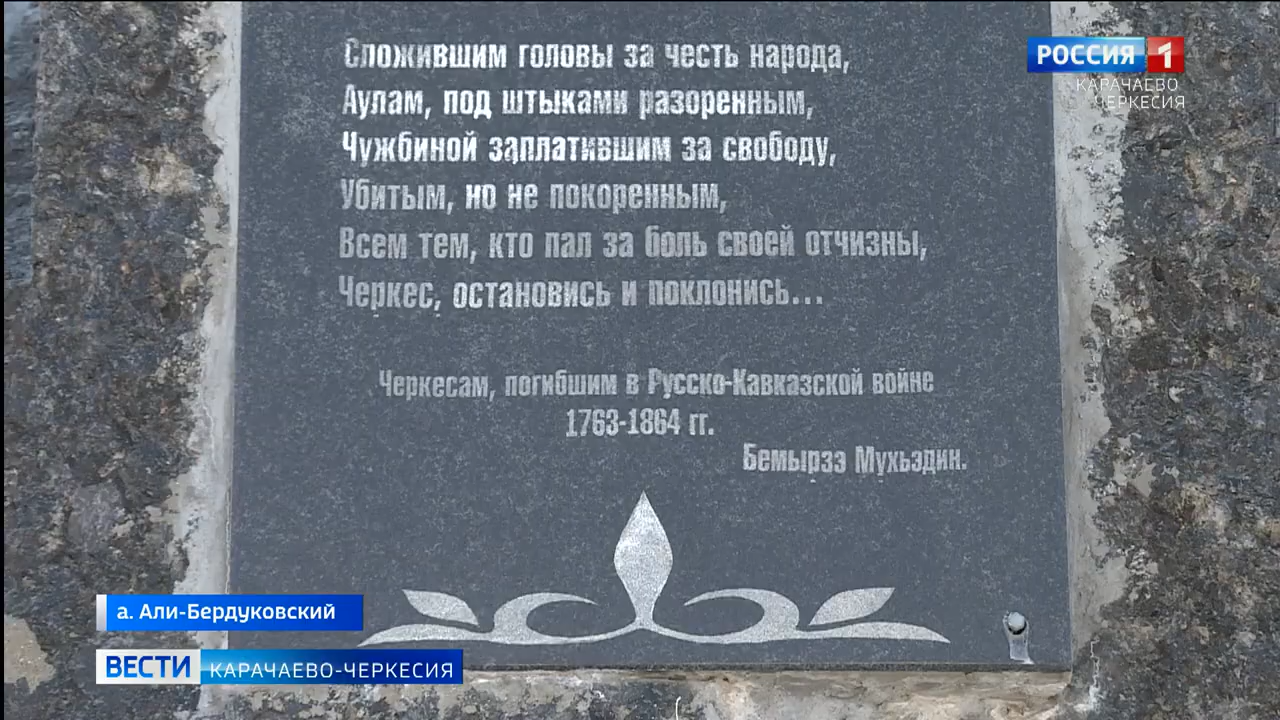 Сложившим головы за честь народа,
Аулам, под штыками разоренным,
Чужбиной заплатившим за свободу,
Убитым, но не покоренным,
Всем тем, кто пал за боль своей отчизны,
Черкес, остановись и поклонись...
Черкесам, погибшим в Русско-Кавказской войне
1763-1864 гг.
Бемырзэ Мухьэдин.
РОССИЯ 1
КАРАЧАЕВО
ЧЕРКЕСИЯ
а. Али-Бердуковский
ВЕСТИ КАРАЧАЕВО-ЧЕРКЕСИЯ